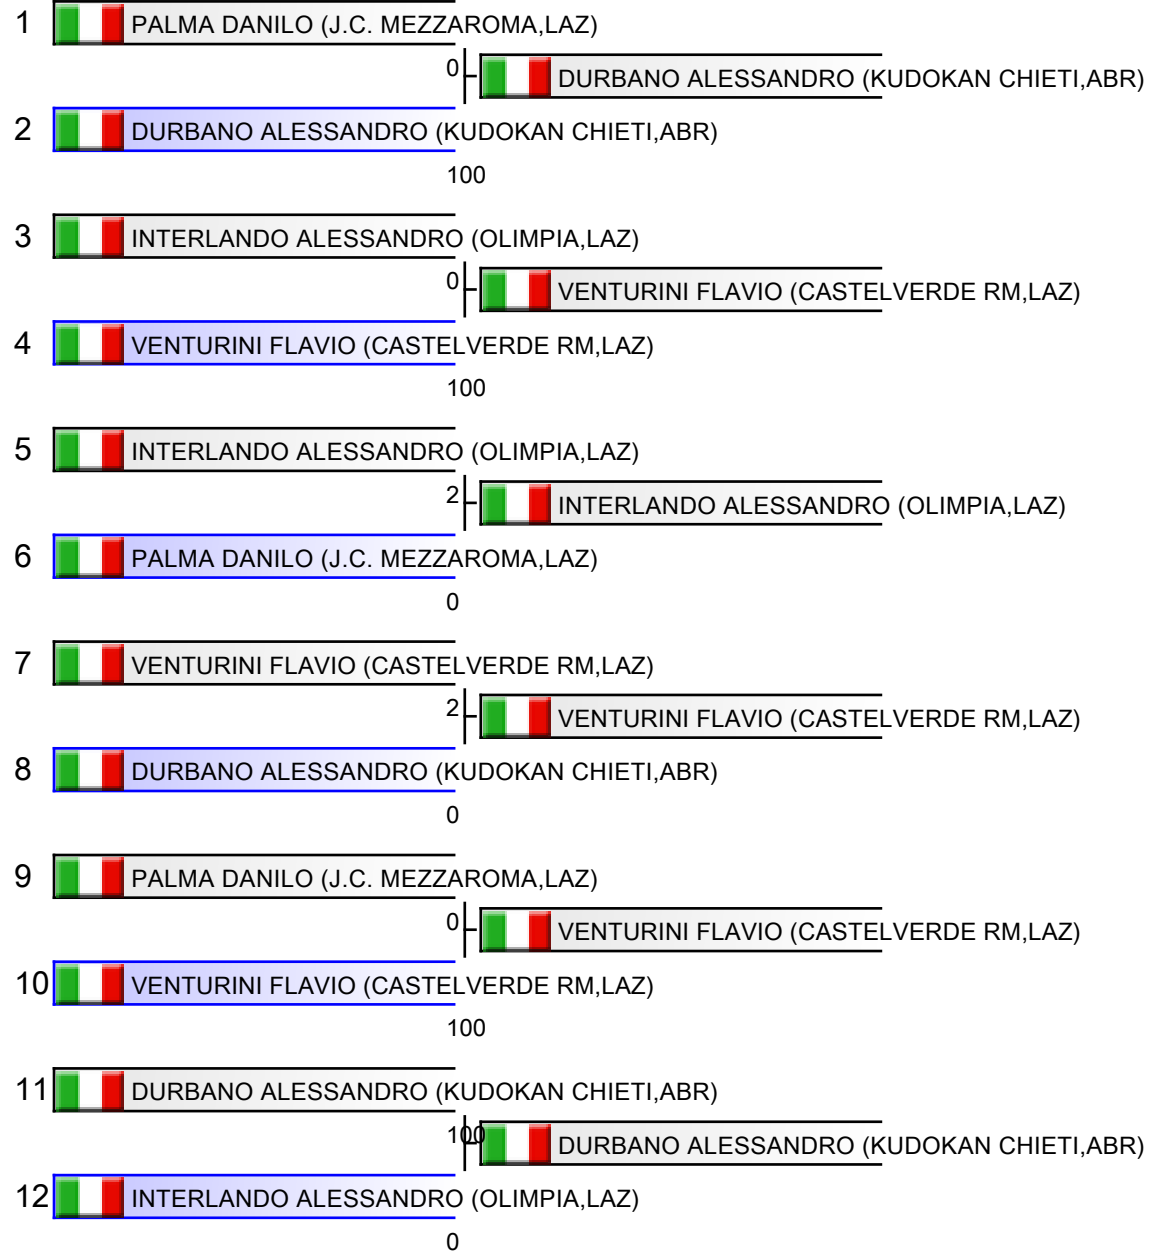 1 PALMA DANILO (J.C. MEZZAROMA,LAZ)
0 DURBANO ALESSANDRO (KUDOKAN CHIETI,ABR)
2 DURBANO ALESSANDRO (KUDOKAN CHIETI,ABR)
100
3 INTERLANDO ALESSANDRO (OLIMPIA,LAZ)
0 VENTURINI FLAVIO (CASTELVERDE RM,LAZ)
4 VENTURINI FLAVIO (CASTELVERDE RM,LAZ)
100
5 INTERLANDO ALESSANDRO (OLIMPIA,LAZ)
2 INTERLANDO ALESSANDRO (OLIMPIA,LAZ)
6 PALMA DANILO (J.C. MEZZAROMA,LAZ)
0
7 VENTURINI FLAVIO (CASTELVERDE RM,LAZ)
2 VENTURINI FLAVIO (CASTELVERDE RM,LAZ)
8 DURBANO ALESSANDRO (KUDOKAN CHIETI,ABR)
0
9 PALMA DANILO (J.C. MEZZAROMA,LAZ)
0 VENTURINI FLAVIO (CASTELVERDE RM,LAZ)
10 VENTURINI FLAVIO (CASTELVERDE RM,LAZ)
100
11 DURBANO ALESSANDRO (KUDOKAN CHIETI,ABR)
100 DURBANO ALESSANDRO (KUDOKAN CHIETI,ABR)
12 INTERLANDO ALESSANDRO (OLIMPIA,LAZ)
0